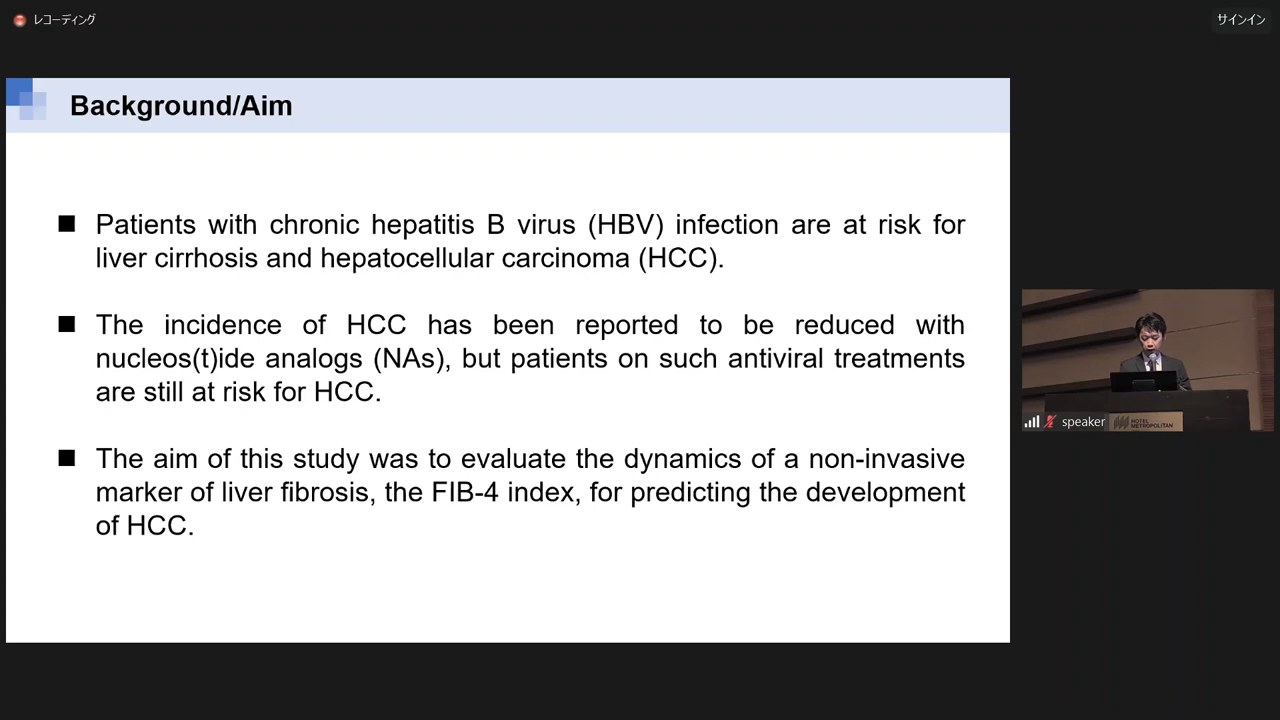 レコーディング
サインイン
Background/Aim
■ Patients with chronic hepatitis B virus (HBV) infection are at risk for
liver cirrhosis and hepatocellular carcinoma (HCC).
■ The incidence of HCC has been reported to be reduced with
nucleos(t)ide analogs (NAs), but patients on such antiviral treatments
are still at risk for HCC.
■ The aim of this study was to evaluate the dynamics of a non-invasive
marker of liver fibrosis, the FIB-4 index, for predicting the development
of HCC.
speaker
HOTEL
METROPOLITAN